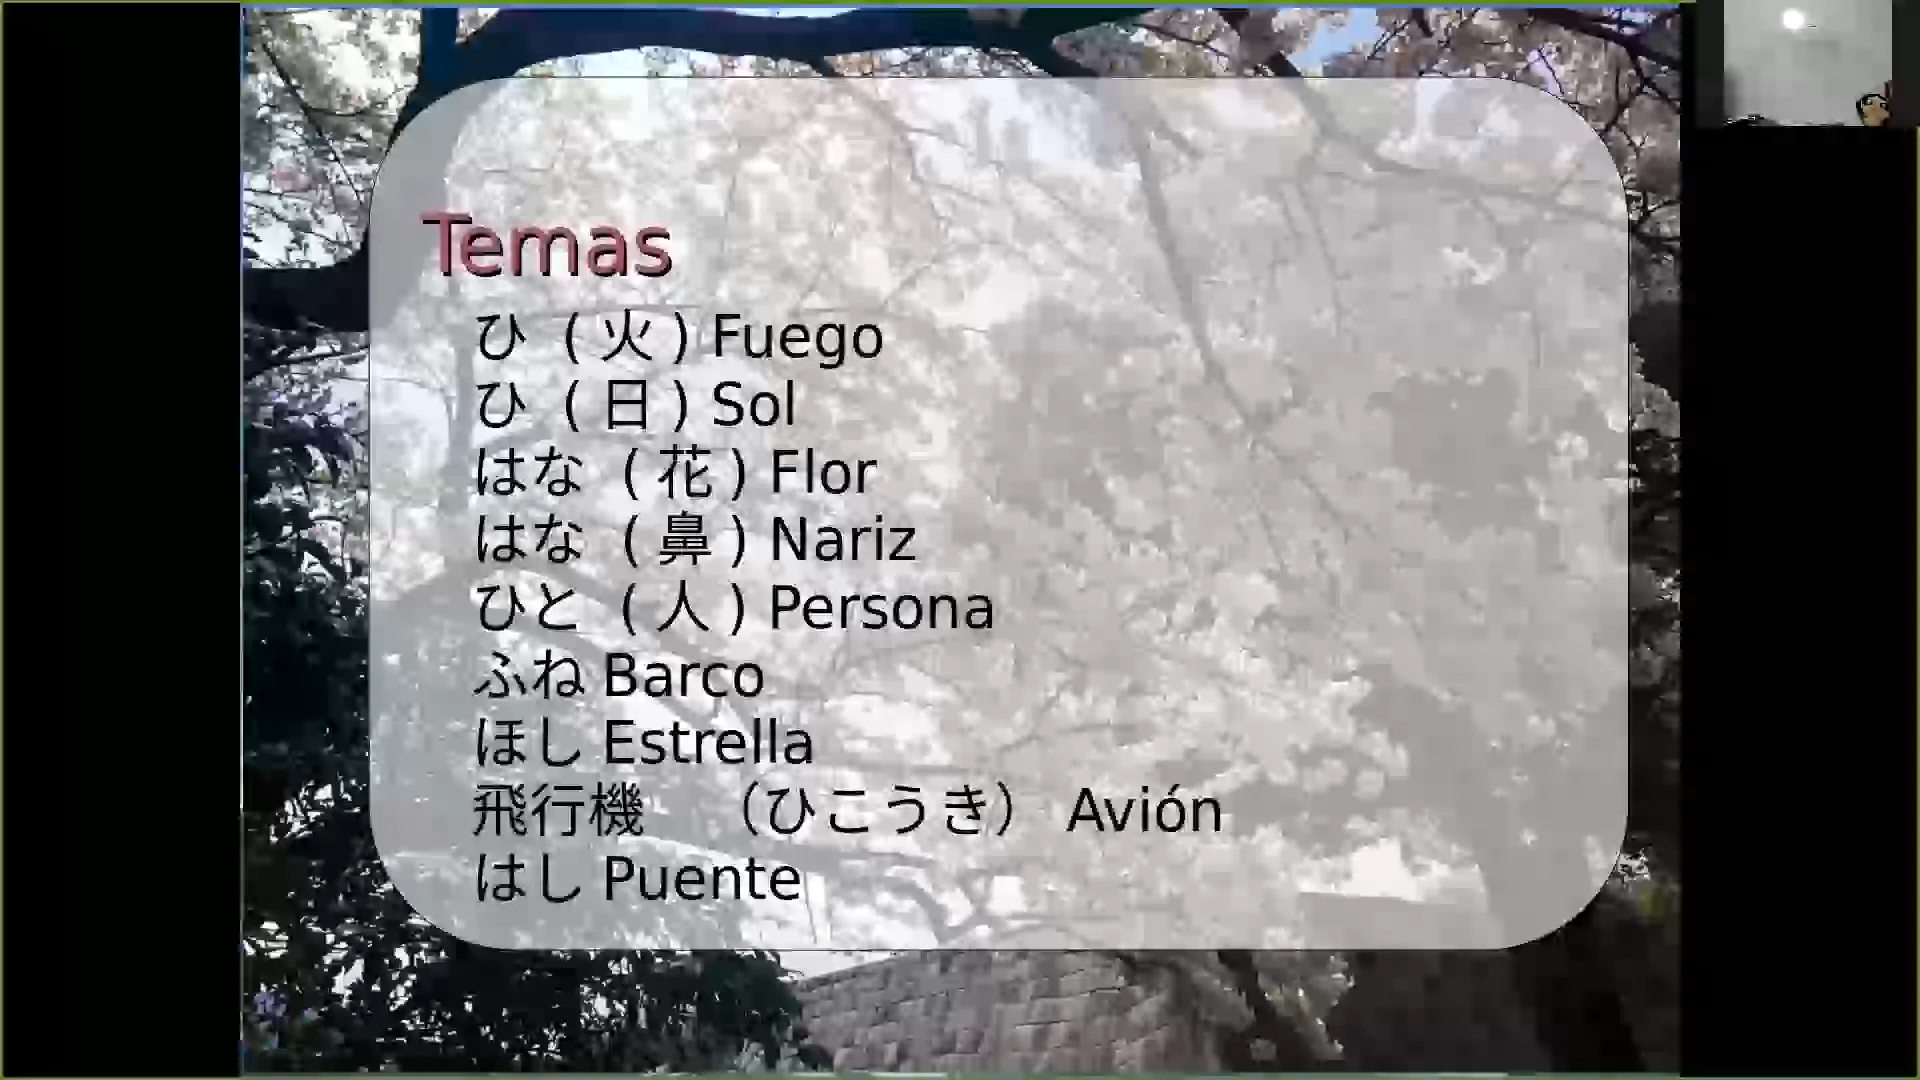 Temas
ひ ( 火 ) Fuego
ひ ( 日 ) Sol
はな ( 花 ) Flor
はな ( 鼻 ) Nariz
ひと ( 人 ) Persona
ふね Barco
ほし Estrella
飛行機 （ひこうき） Avión
はし Puente